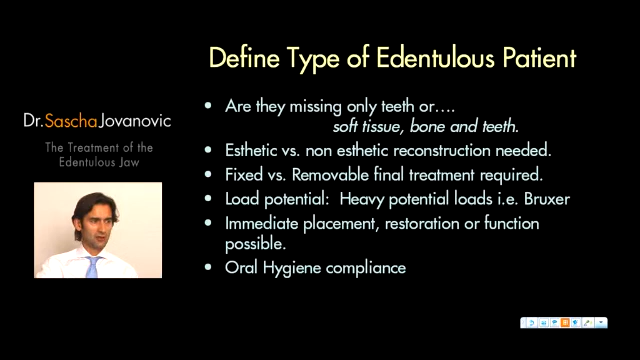 Define Type of Edentulous Patient
Dr.SaschaJovanovic
The Treatment of the
Edentulous Jaw
• Are they missing only teeth or….
soft tissue, bone and teeth.
• Esthetic vs. non esthetic reconstruction needed.
• Fixed vs. Removable final treatment required.
• Load potential: Heavy potential loads i.e. Bruxer
• Immediate placement, restoration or function
possible.
• Oral Hygiene compliance